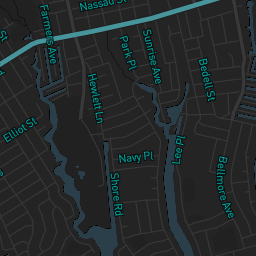 Nassau St
Farmers Ave
St
Park Pl
Sunrise Ave
Hewlett Ln
Bedell St
Elliot St
Navy Pl
Lee Pl
Shore Rd
Bellmore Ave